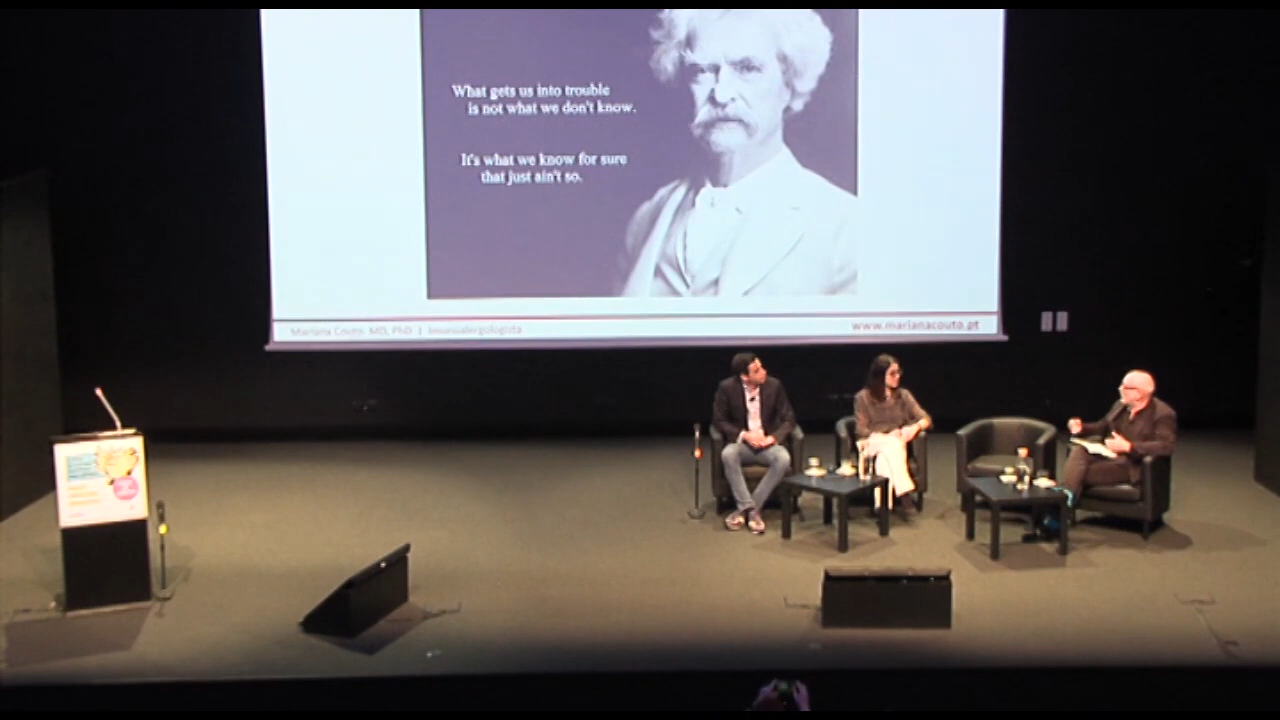 What gets us into trouble
is not what we don't know.
It's what we know for sure
that just ain't so.
Mariana Couto, MD, PhD | Imunoalergologista
www.marianacouto.pt